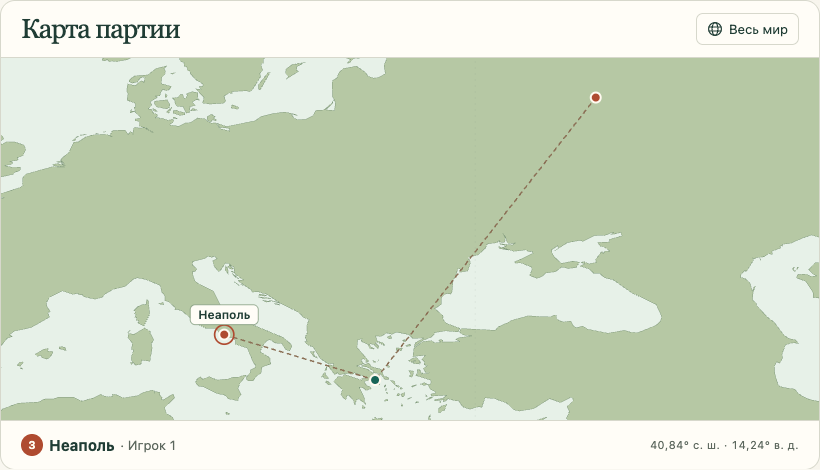 Карта партии
Весь мир
Неаполь
3 Неаполь · Игрок 1
40,84° с. ш. · 14,24° в. д.